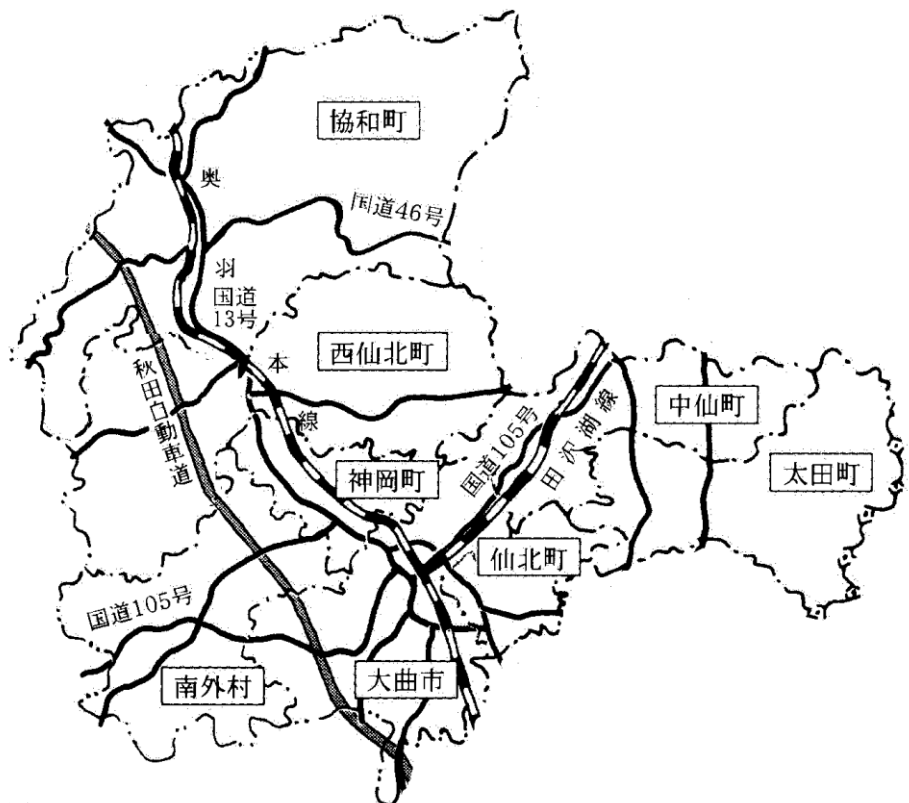 協和町
国道46号
奥羽本線
国道
13号
西仙北町
秋田自動車道
中仙町
国道105号
田沢湖線
太田町
神岡町
仙北町
国道105号
南外村
大曲市